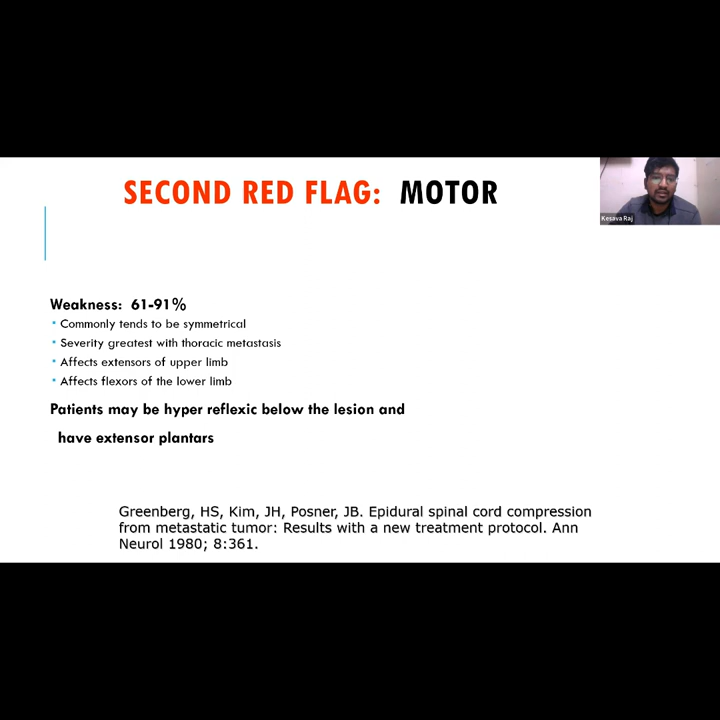 SECOND RED FLAG: MOTOR
Kesava Raj
Weakness: 61-91%
• Commonly tends to be symmetrical
• Severity greatest with thoracic metastasis
• Affects extensors of upper limb
• Affects flexors of the lower limb
Patients may be hyper reflexic below the lesion and
have extensor plantars
Greenberg, HS, Kim, JH, Posner, JB. Epidural spinal cord compression
from metastatic tumor: Results with a new treatment protocol. Ann
Neurol 1980; 8:361.